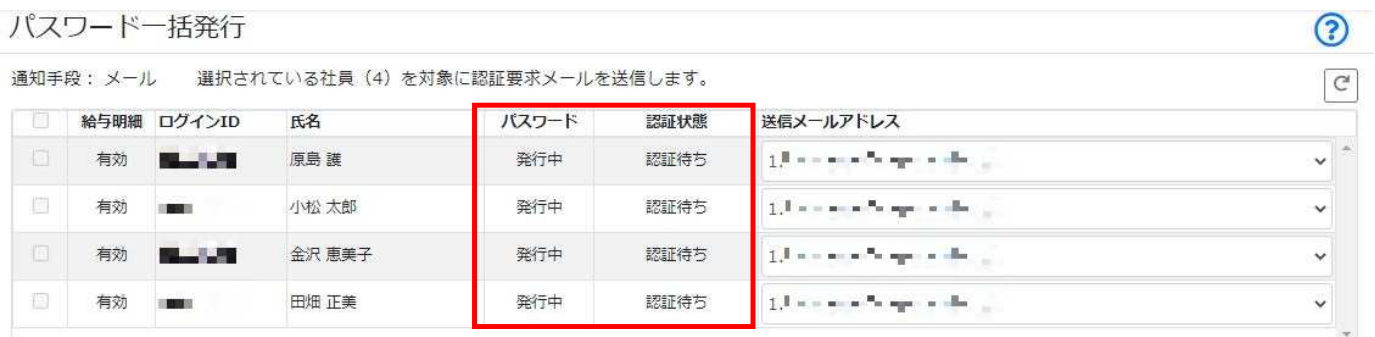 パスワード一括発行
通知手段： メール 選択されている社員（4）を対象に認証要求メールを送信します。
給与明細 ログインID 氏名 パスワード 認証状態 送信メールアドレス
有効 原島 護 発行中 認証待ち 1.
有効 小松 太郎 発行中 認証待ち 1.
有効 金沢 恵美子 発行中 認証待ち 1.
有効 田畑 正美 発行中 認証待ち 1.